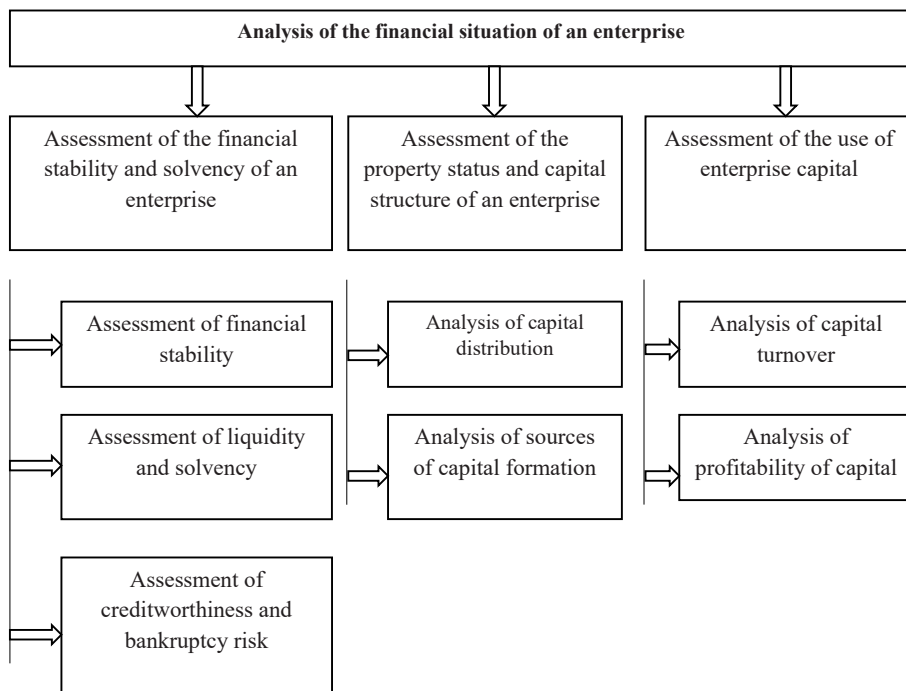 Analysis of the financial situation of an enterprise
Assessment of the financial
stability and solvency of an
enterprise
Assessment of the
property status and capital
structure of an enterprise
Assessment of the use of
enterprise capital
Assessment of financial
stability
Analysis of capital
distribution
Analysis of capital
turnover
Assessment of liquidity
and solvency
Analysis of sources
of capital formation
Analysis of
profitability of capital
Assessment of
creditworthiness and
bankruptcy risk